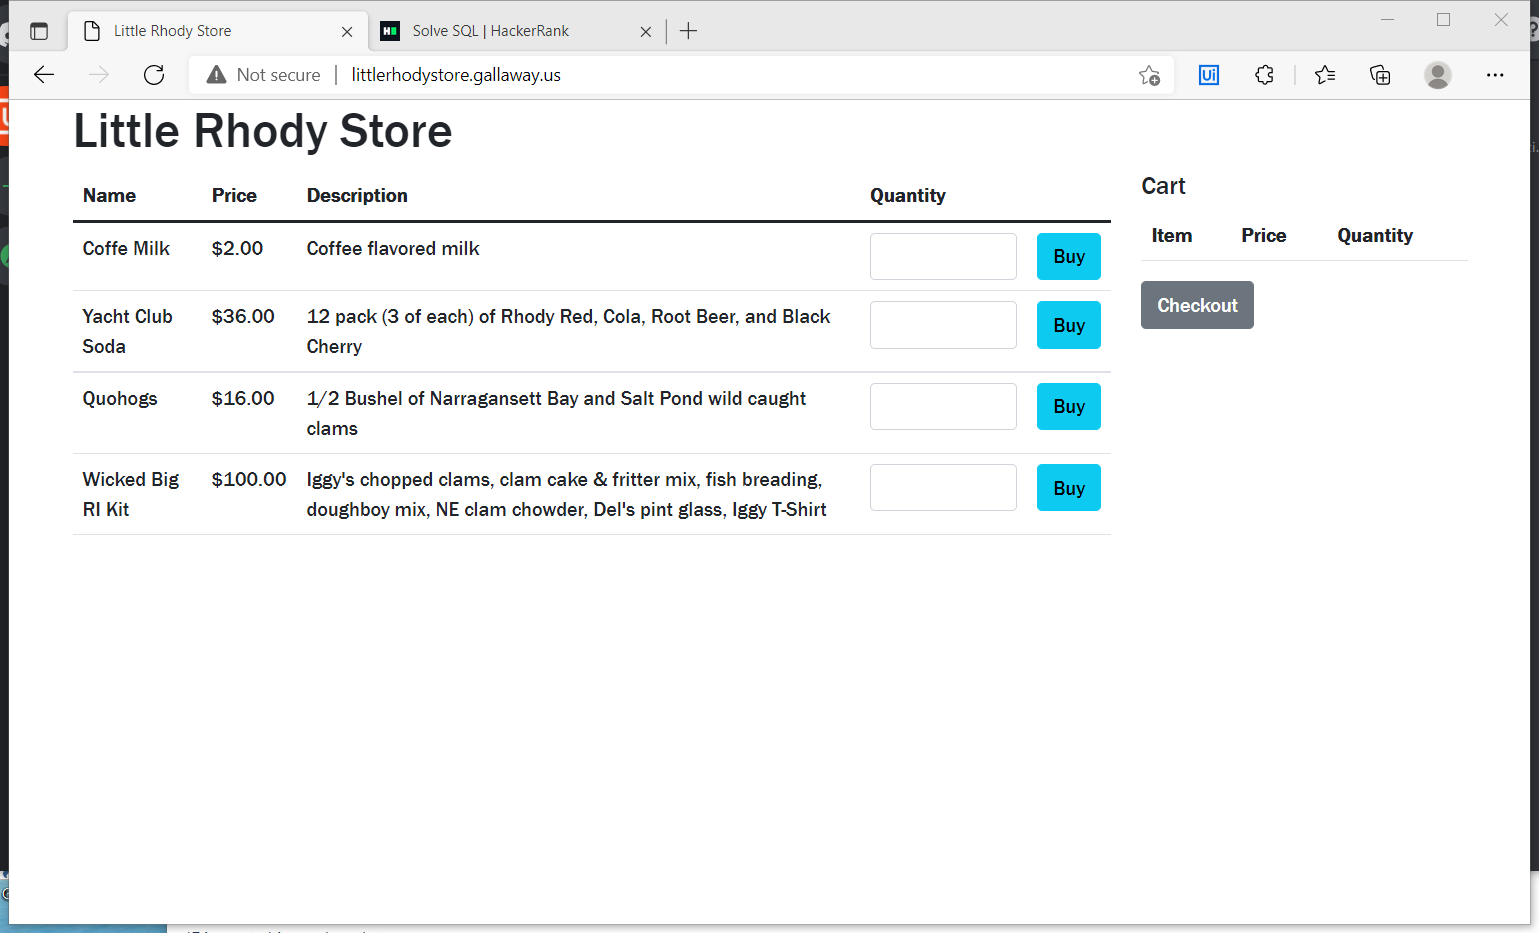 Little Rhody Store
Solve SQL | HackerRank
Not secure
littlerhodystore.gallaway.us
Ui
Little Rhody Store
Name Price Description Quantity
Coffe Milk $2.00 Coffee flavored milk Buy
Yacht Club $36.00 12 pack (3 of each) of Rhody Red, Cola, Root Beer, and Black Buy
Soda Cherry
Quohogs $16.00 1/2 Bushel of Narragansett Bay and Salt Pond wild caught Buy
clams
Wicked Big $100.00 Iggy's chopped clams, clam cake & fritter mix, fish breading, Buy
RI Kit doughboy mix, NE clam chowder, Del's pint glass, Iggy T-Shirt
Cart
Item Price Quantity
Checkout